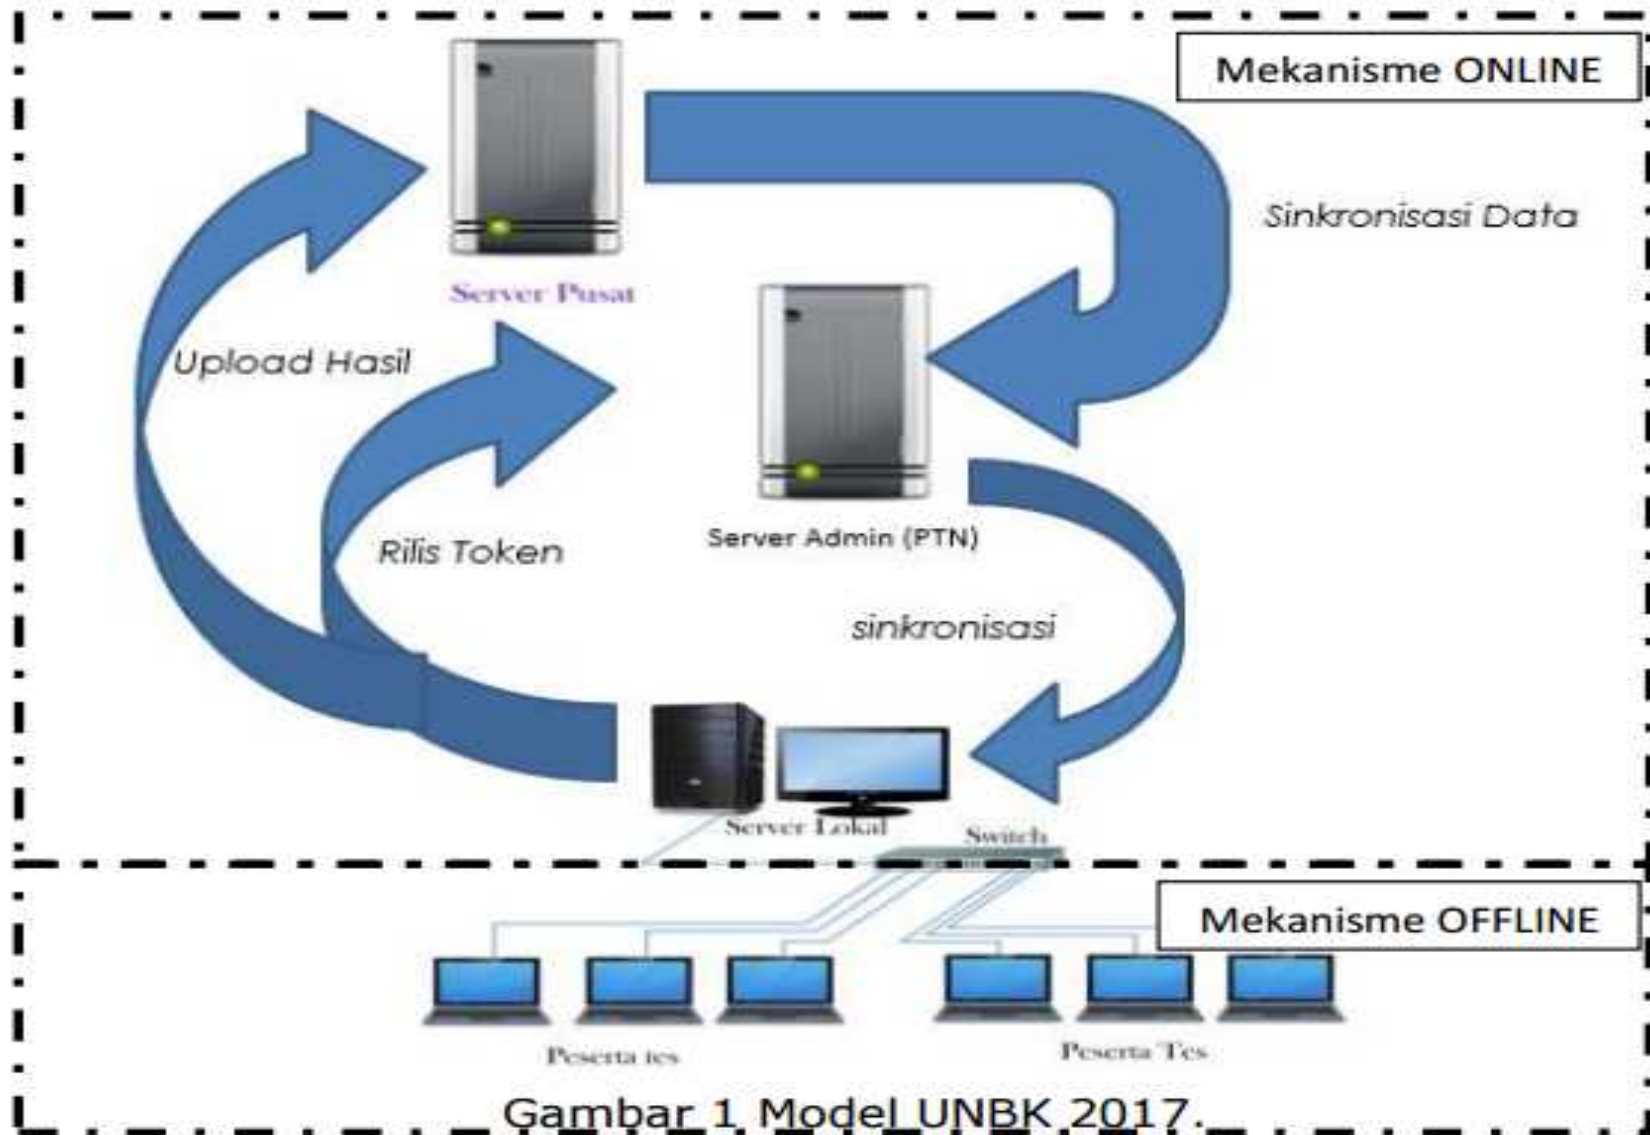 Mekanisme ONLINE
Sinkronisasi Data
Server Pusat
Upload Hasil
Rilis Token
Server Admin (PTN)
sinkronisasi
Server Lokal
Switch
Mekanisme OFFLINE
Peserta tes
Peserta Tes
Gambar 1 Model UNBK 2017.